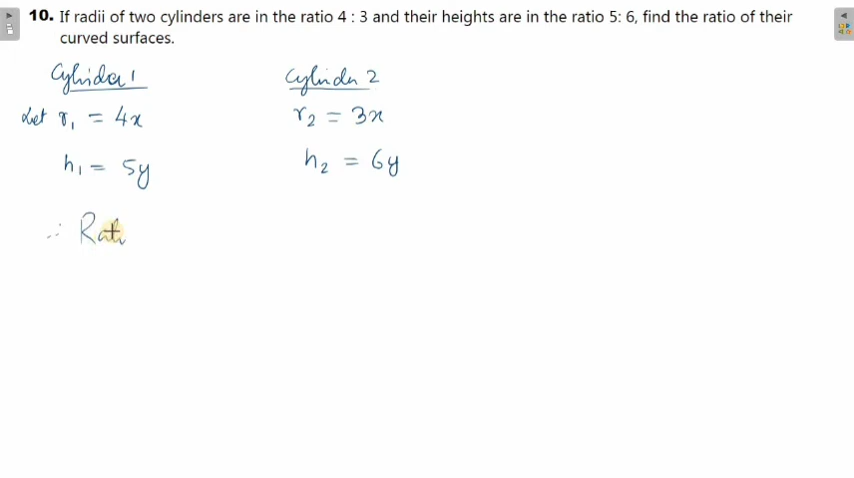 10. If radii of two cylinders are in the ratio 4 : 3 and their heights are in the ratio 5: 6, find the ratio of their
curved surfaces.
Cylinder 1 Cylinder 2
Let r₁ = 4x r₂ = 3x
h₁ = 5y h₂ = 6y
∴ Rati